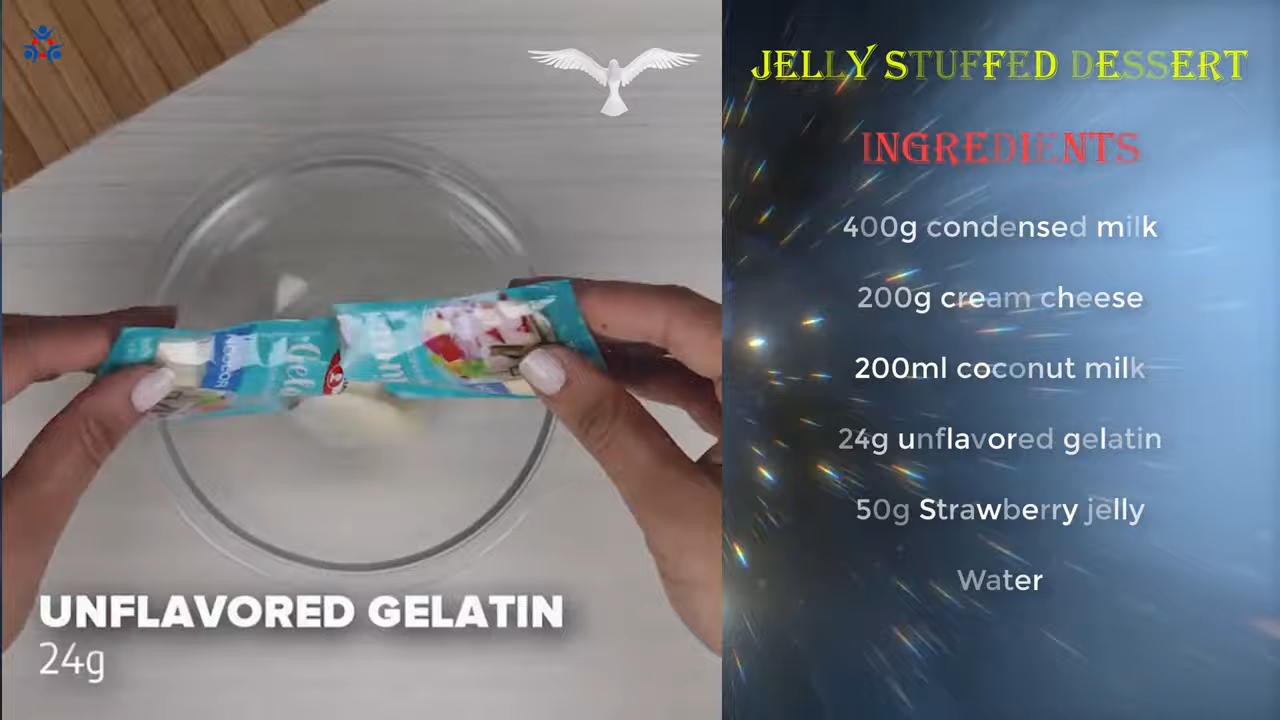 JELLY STUFFED DESSERT
INGREDIENTS
400g condensed milk
200g cream cheese
200ml coconut milk
24g unflavored gelatin
50g Strawberry jelly
Water
UNFLAVORED GELATIN
24g